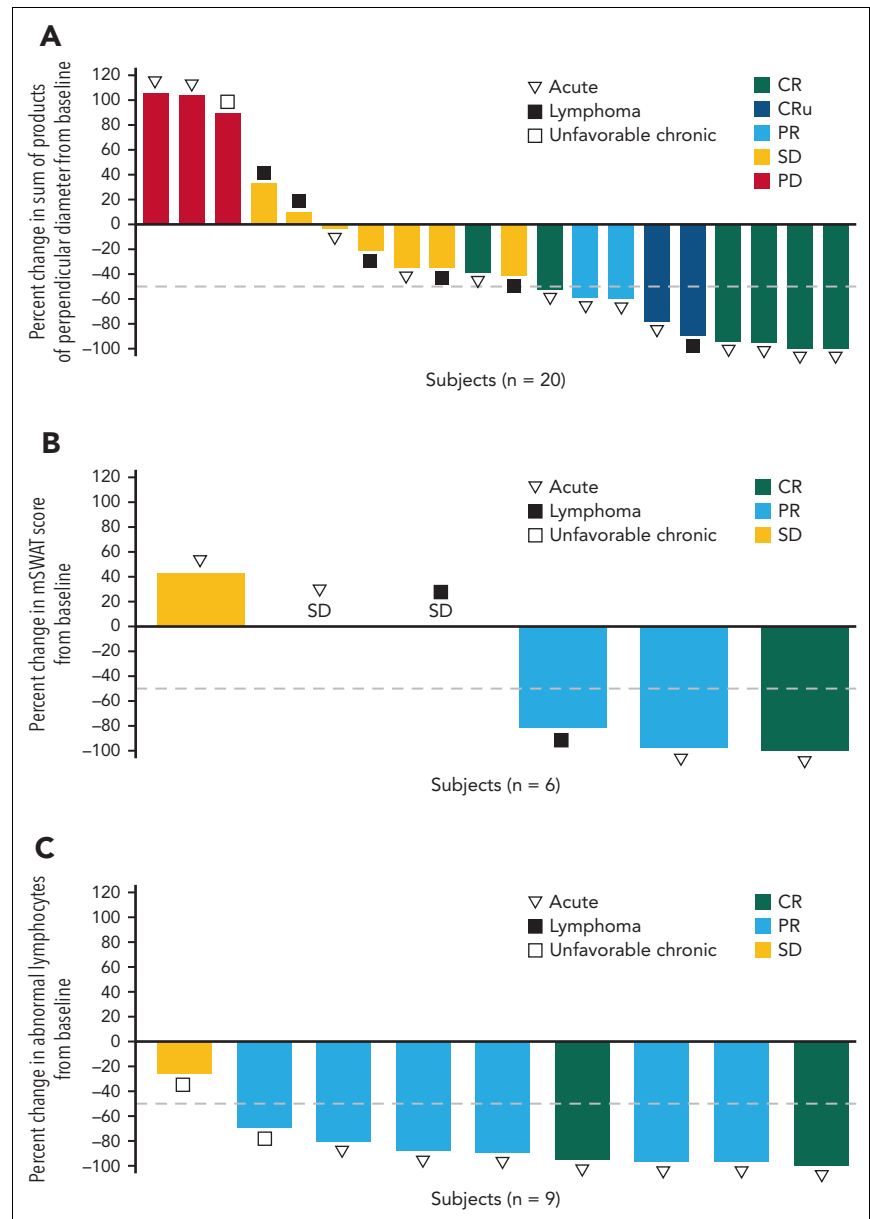 A
Percent change in sum of products
of perpendicular diameter from baseline
120
100
80
60
40
20
0
–20
–40
–60
–80
–100
Acute
Lymphoma
Unfavorable chronic
CR
CRu
PR
SD
PD
Subjects (n = 20)
B
Percent change in mSWAT score
from baseline
120
100
80
60
40
20
0
–20
–40
–60
–80
–100
Acute
Lymphoma
Unfavorable chronic
CR
PR
SD
SD
SD
Subjects (n = 6)
C
Percent change in abnormal lymphocytes
from baseline
120
100
80
60
40
20
0
–20
–40
–60
–80
–100
Acute
Lymphoma
Unfavorable chronic
CR
PR
SD
Subjects (n = 9)